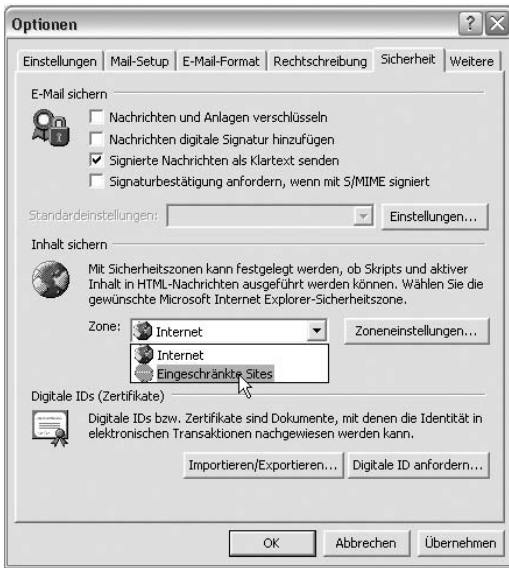 Optionen
Einstellungen Mail-Setup E-Mail-Format Rechtschreibung Sicherheit Weitere
E-Mail sichern
Nachrichten und Anlagen verschlüsseln
Nachrichten digitale Signatur hinzufügen
Signierte Nachrichten als Klartext senden
Signaturbestätigung anfordern, wenn mit S/MIME signiert
Standardeinstellungen: Einstellungen...
Inhalt sichern
Mit Sicherheitszonen kann festgelegt werden, ob Skripts und aktiver
Inhalt in HTML-Nachrichten ausgeführt werden können. Wählen Sie die
gewünschte Microsoft Internet Explorer-Sicherheitszone.
Zone: Internet Zoneneinstellungen...
Internet
Eingeschränkte Sites
Digitale IDs (Zertifikate)
Digitale IDs bzw. Zertifikate sind Dokumente, mit denen die Identität in
elektronischen Transaktionen nachgewiesen werden kann.
Importieren/Exportieren... Digitale ID anfordern...
OK Abbrechen Übernehmen